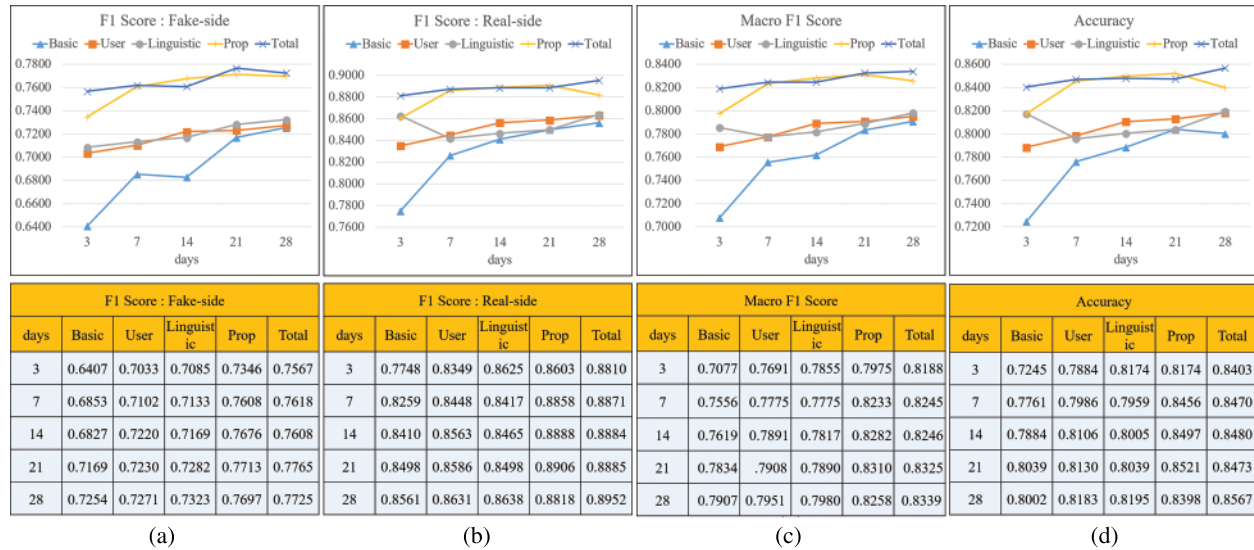 F1 Score : Fake-side
Basic User Linguistic Prop Total
0.7800
0.7600
0.7400
0.7200
0.7000
0.6800
0.6600
0.6400
3 7 14 21 28
days
F1 Score : Real-side
Basic User Linguistic Prop Total
0.9000
0.8800
0.8600
0.8400
0.8200
0.8000
0.7800
0.7600
3 7 14 21 28
days
Macro F1 Score
Basic User Linguistic Prop Total
0.8400
0.8200
0.8000
0.7800
0.7600
0.7400
0.7200
0.7000
3 7 14 21 28
days
Accuracy
Basic User Linguistic Prop Total
0.8600
0.8400
0.8200
0.8000
0.7800
0.7600
0.7400
0.7200
3 7 14 21 28
days
F1 Score : Fake-side
days Basic User Linguist ic Prop Total
3 0.6407 0.7033 0.7085 0.7346 0.7567
7 0.6853 0.7102 0.7133 0.7608 0.7618
14 0.6827 0.7220 0.7169 0.7676 0.7608
21 0.7169 0.7230 0.7282 0.7713 0.7765
28 0.7254 0.7271 0.7323 0.7697 0.7725
F1 Score : Real-side
days Basic User Linguist ic Prop Total
3 0.7748 0.8349 0.8625 0.8603 0.8810
7 0.8259 0.8448 0.8417 0.8858 0.8871
14 0.8410 0.8563 0.8465 0.8888 0.8884
21 0.8498 0.8586 0.8498 0.8906 0.8885
28 0.8561 0.8631 0.8638 0.8818 0.8952
Macro F1 Score
days Basic User Linguist ic Prop Total
3 0.7077 0.7691 0.7855 0.7975 0.8188
7 0.7556 0.7775 0.7775 0.8233 0.8245
14 0.7619 0.7891 0.7817 0.8282 0.8246
21 0.7834 .7908 0.7890 0.8310 0.8325
28 0.7907 0.7951 0.7980 0.8258 0.8339
Accuracy
days Basic User Linguist ic Prop Total
3 0.7245 0.7884 0.8174 0.8174 0.8403
7 0.7761 0.7986 0.7959 0.8456 0.8470
14 0.7884 0.8106 0.8005 0.8497 0.8480
21 0.8039 0.8130 0.8039 0.8521 0.8473
28 0.8002 0.8183 0.8195 0.8398 0.8567
(a) (b) (c) (d)